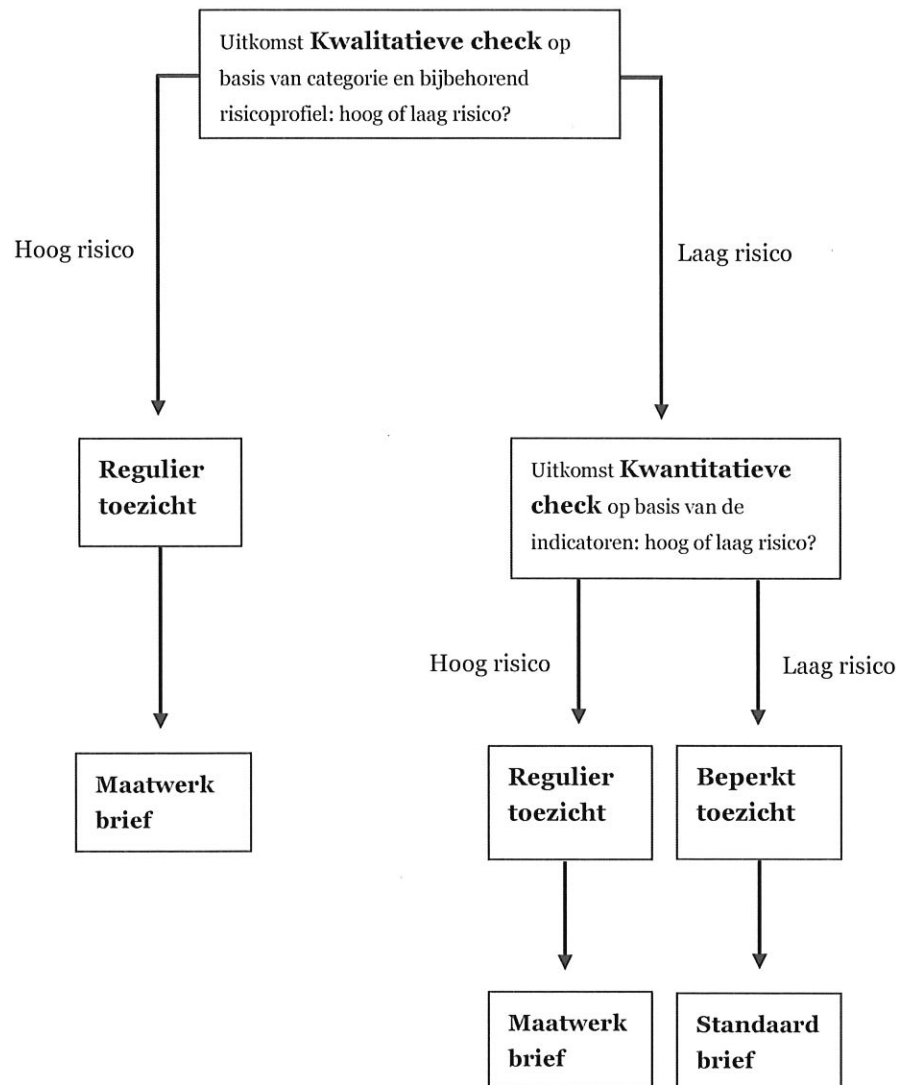 Uitkomst Kwalitatieve check op
basis van categorie en bijbehorend
risicoprofiel: hoog of laag risico?
Hoog risico
Laag risico
Regulier
toezicht
Uitkomst Kwantitatieve
check op basis van de
indicatoren: hoog of laag risico?
Hoog risico
Laag risico
Maatwerk
brief
Regulier
toezicht
Beperkt
toezicht
Maatwerk
brief
Standaard
brief